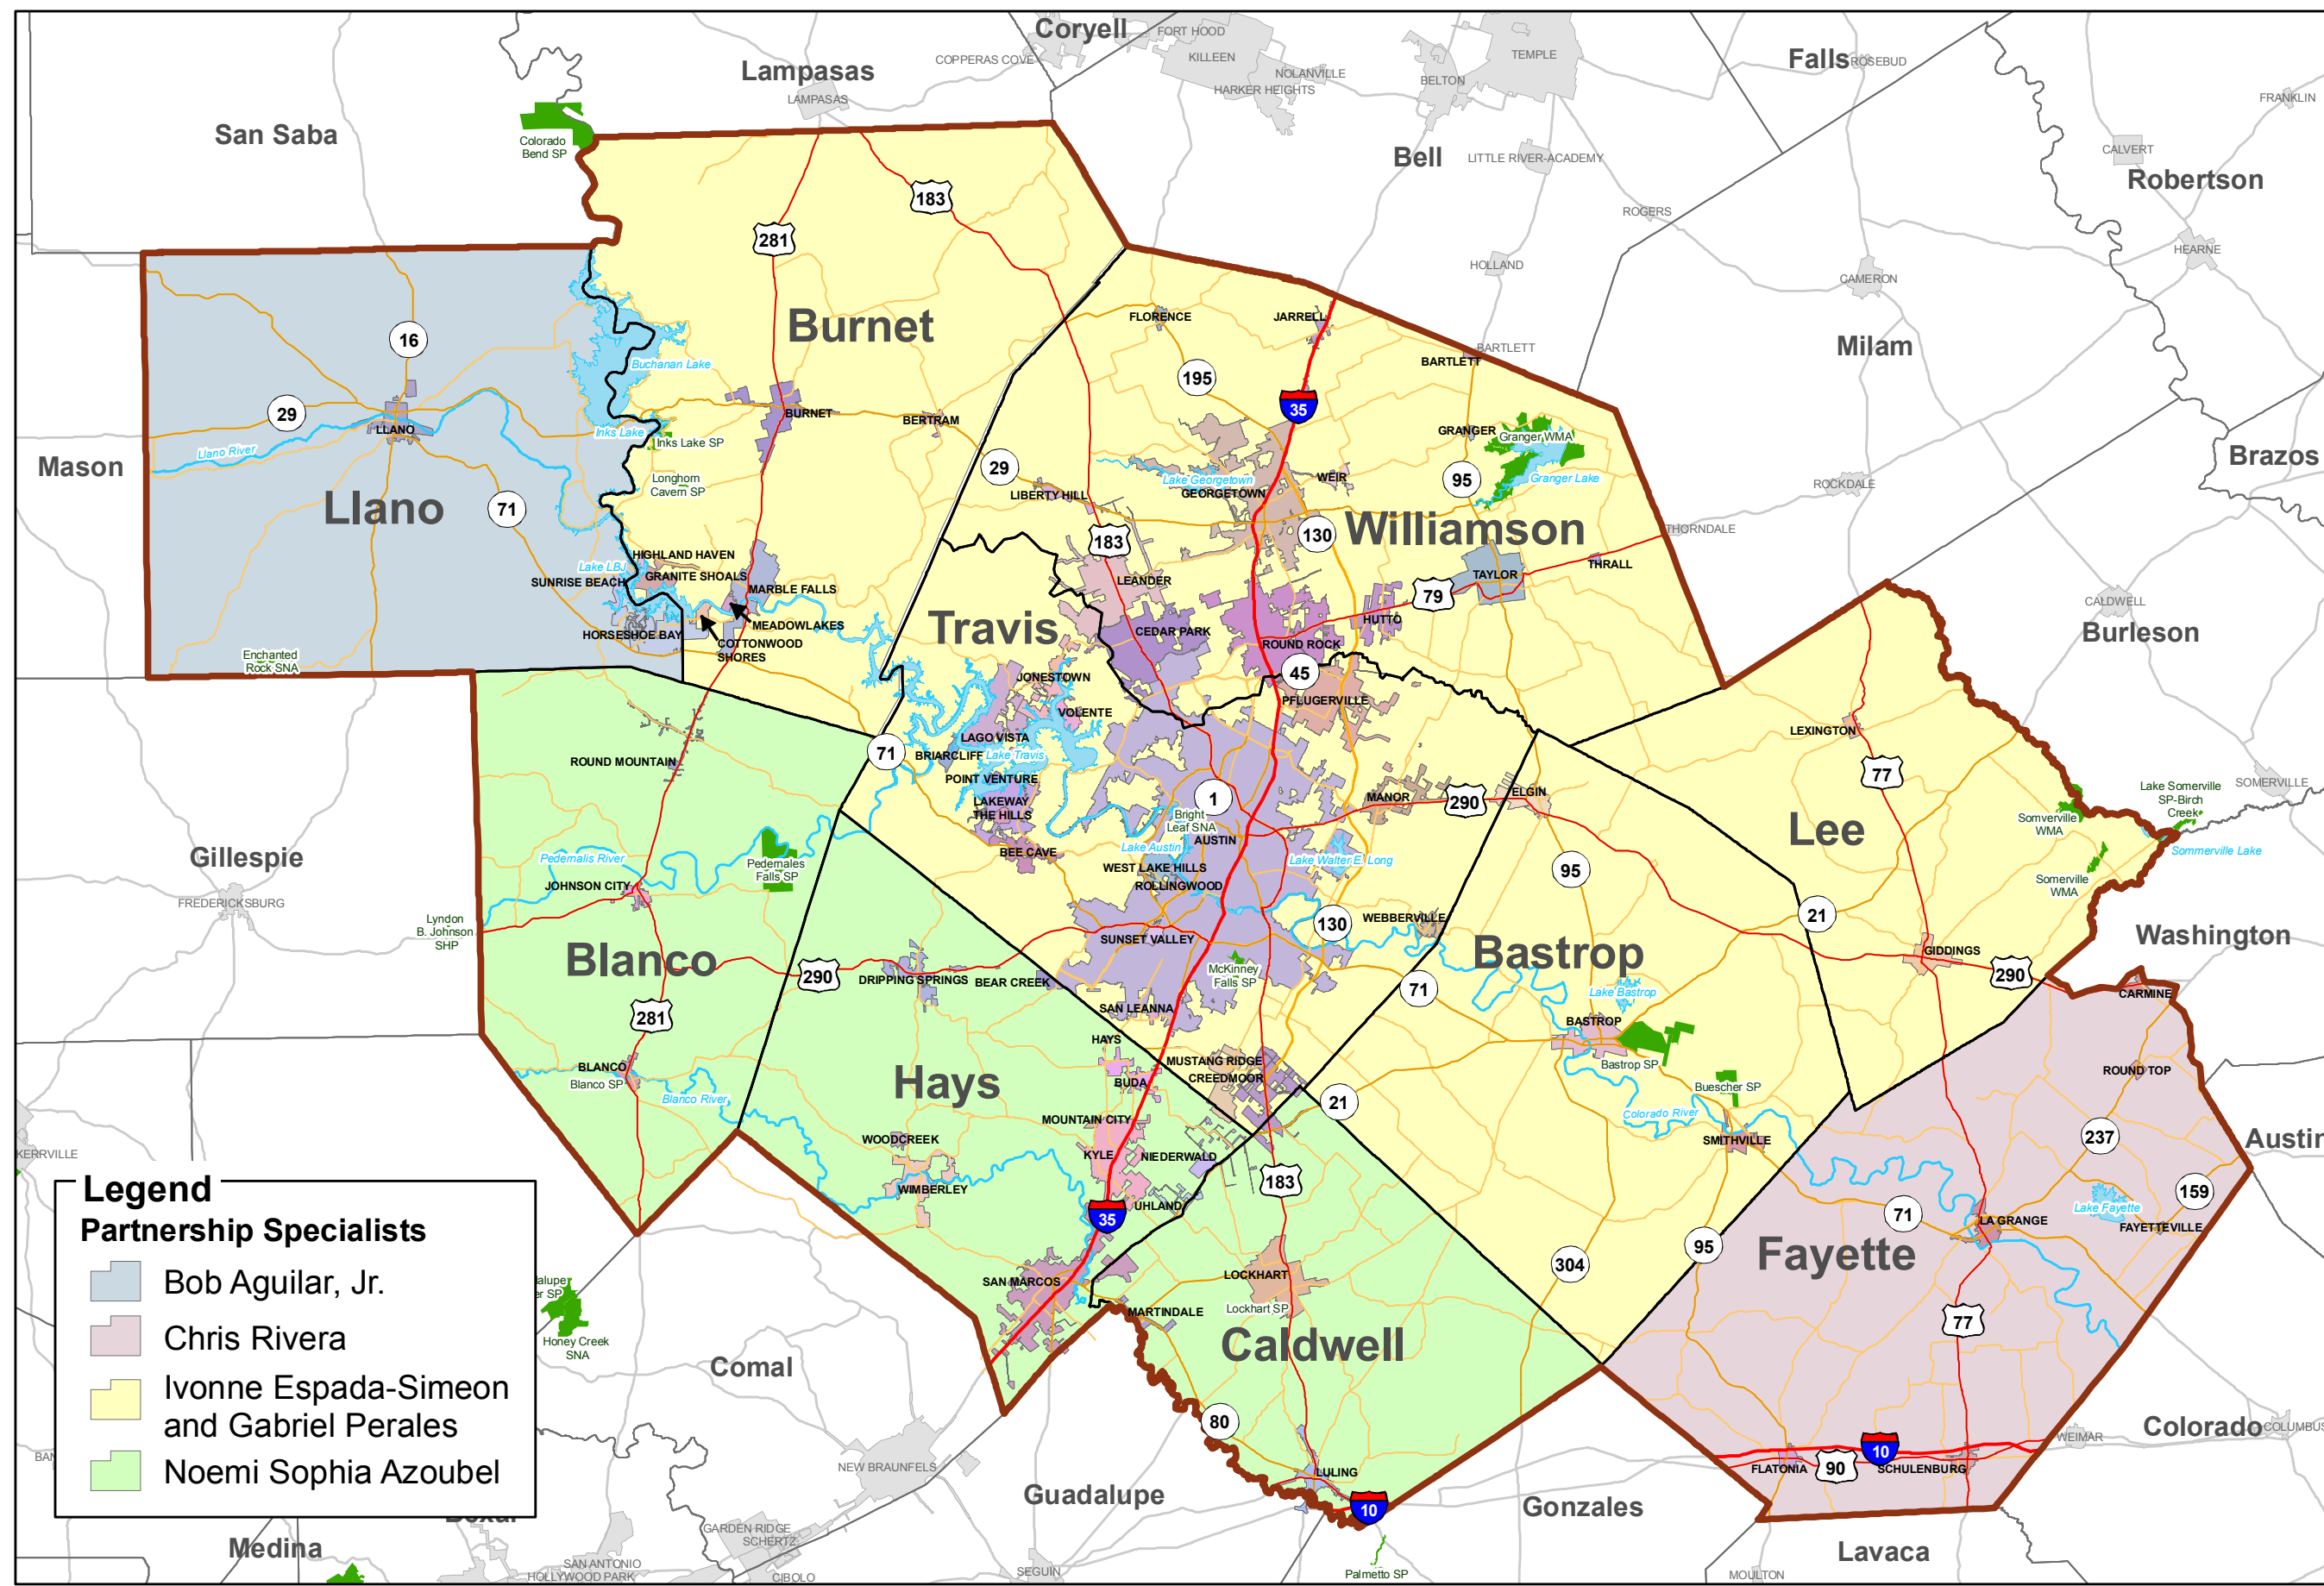 Coryell
FORT HOOD
KILLEEN
COPPERAS COVE
NOLANVILLE
HARKER HEIGHTS
BELTON
TEMPLE
Falls
ROSEBUD
FRANKLIN
Lampasas
LAMPASAS
San Saba
Colorado
Bend SP
Bell
LITTLE RIVER-ACADEMY
CALVERT
Robertson
ROGERS
HEARNE
HOLLAND
CAMERON
183
281
Burnet
16
29
LLANO
Llano River
Llano
71
Mason
Buchanan Lake
BURNET
BERTRAM
Inks Lake
Inks Lake SP
Longhorn
Cavern SP
29
LIBERTY HILL
FLORENCE
JARRELL
195
35
BARTLETT
BARTLETT
Milam
GRANGER
Granger WMA
Granger Lake
95
Brazos
ROCKDALE
Lake Georgetown
GEORGETOWN
WEIR
130
Williamson
THORNDALE
183
LEANDER
TAYLOR
THRALL
79
HUTTO
CEDAR PARK
ROUND ROCK
45
PFLUGERVILLE
HIGHLAND HAVEN
Lake LBJ
SUNRISE BEACH
GRANITE SHOALS
MARBLE FALLS
MEADOWLAKES
HORSESHOE BAY
COTTONWOOD
SHORES
Enchanted
Rock SNA
Travis
JONESTOWN
VOLENTE
LAGO VISTA
71
BRIARCLIFF
Lake Travis
POINT VENTURE
LAKEWAY
THE HILLS
BEE CAVE
CALDWELL
Burleson
LEXINGTON
77
Lake Somerville
SP-Birch
Creek
SOMERVILLE
Somverville
WMA
Sommerville Lake
Somerville
WMA
Lee
ROUND MOUNTAIN
Pedernalis River
Pedernales
Falls SP
JOHNSON CITY
Gillespie
FREDERICKSBURG
Lyndon
B. Johnson
SHP
Blanco
290
281
BLANCO
Blanco SP
Blanco River
1
Bright
Leaf SNA
AUSTIN
Lake Austin
WEST LAKE HILLS
ROLLINGWOOD
Lake Walter E. Long
MANOR
290
ELGIN
95
21
130
WEBBERVILLE
SUNSET VALLEY
McKinney
Falls SP
SAN LEANNA
71
Bastrop
Lake Bastrop
BASTROP
Bastrop SP
Buescher SP
Colorado River
SMITHVILLE
GIDDINGS
290
Washington
CARMINE
ROUND TOP
237
Austin
159
Lake Fayette
FAYETTEVILLE
LA GRANGE
71
Fayette
77
DRIPPING SPRINGS
BEAR CREEK
Hays
HAYS
BUDA
MUSTANG RIDGE
CREEDMOOR
21
MOUNTAIN CITY
WOODCREEK
KYLE
NIEDERWALD
WIMBERLEY
UHLAND
183
35
SAN MARCOS
LOCKHART
Lockhart SP
MARTINDALE
Caldwell
304
95
80
LULING
10
10
FLATONIA
90
SCHULENBURG
WEIMAR
Colorado
COLUMBUS
KERRVILLE
Honey Creek
SNA
Comal
NEW BRAUNFELS
Guadalupe
Gonzales
Lavaca
MOULTON
Palmetto SP
SEGUIN
GARDEN RIDGE
SCHERTZ
CIBOLO
SAN ANTONIO
HOLLYWOOD PARK
Medina
Legend
Partnership Specialists
Bob Aguilar, Jr.
Chris Rivera
Ivonne Espada-Simeon
and Gabriel Perales
Noemi Sophia Azoubel